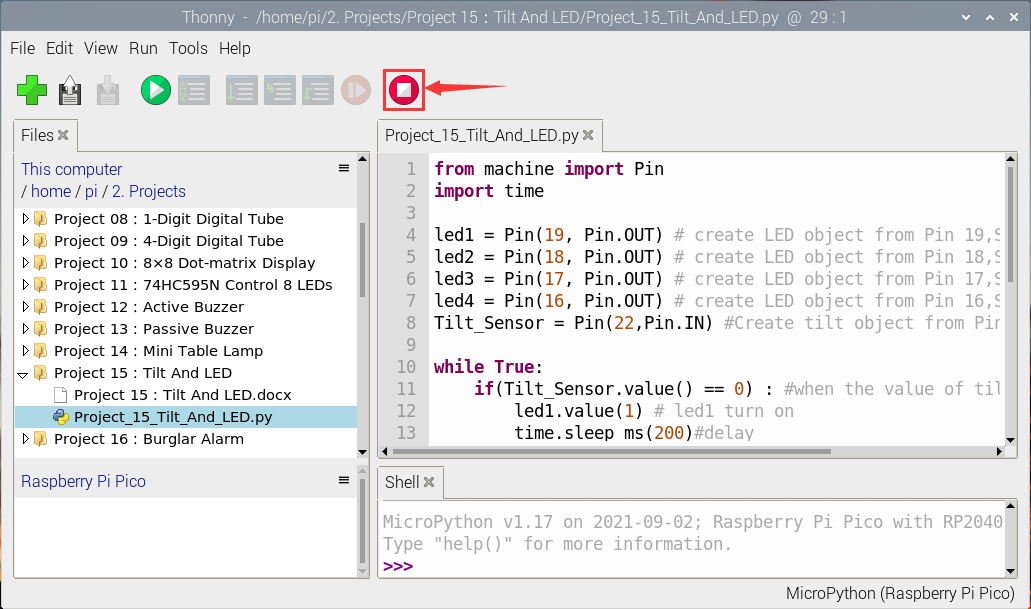 Thonny - /home/pi/2. Projects/Project 15 : Tilt And LED/Project_15_Tilt_And_LED.py @ 29 : 1
File Edit View Run Tools Help
Files
This computer
/ home / pi / 2. Projects
Project 08 : 1-Digit Digital Tube
Project 09 : 4-Digit Digital Tube
Project 10 : 8×8 Dot-matrix Display
Project 11 : 74HC595N Control 8 LEDs
Project 12 : Active Buzzer
Project 13 : Passive Buzzer
Project 14 : Mini Table Lamp
Project 15 : Tilt And LED
Project 15 : Tilt And LED.docx
Project_15_Tilt_And_LED.py
Project 16 : Burglar Alarm
Raspberry Pi Pico
Project_15_Tilt_And_LED.py
1 from machine import Pin
2 import time
3
4 led1 = Pin(19, Pin.OUT) # create LED object from Pin 19,S
5 led2 = Pin(18, Pin.OUT) # create LED object from Pin 18,S
6 led3 = Pin(17, Pin.OUT) # create LED object from Pin 17,S
7 led4 = Pin(16, Pin.OUT) # create LED object from Pin 16,S
8 Tilt_Sensor = Pin(22,Pin.IN) #Create tilt object from Pin
9
10 while True:
11 if(Tilt_Sensor.value() == 0) : #when the value of til
12 led1.value(1) # led1 turn on
13 time.sleep_ms(200)#delay
Shell
MicroPython v1.17 on 2021-09-02; Raspberry Pi Pico with RP2040
Type "help()" for more information.
>>>
MicroPython (Raspberry Pi Pico)